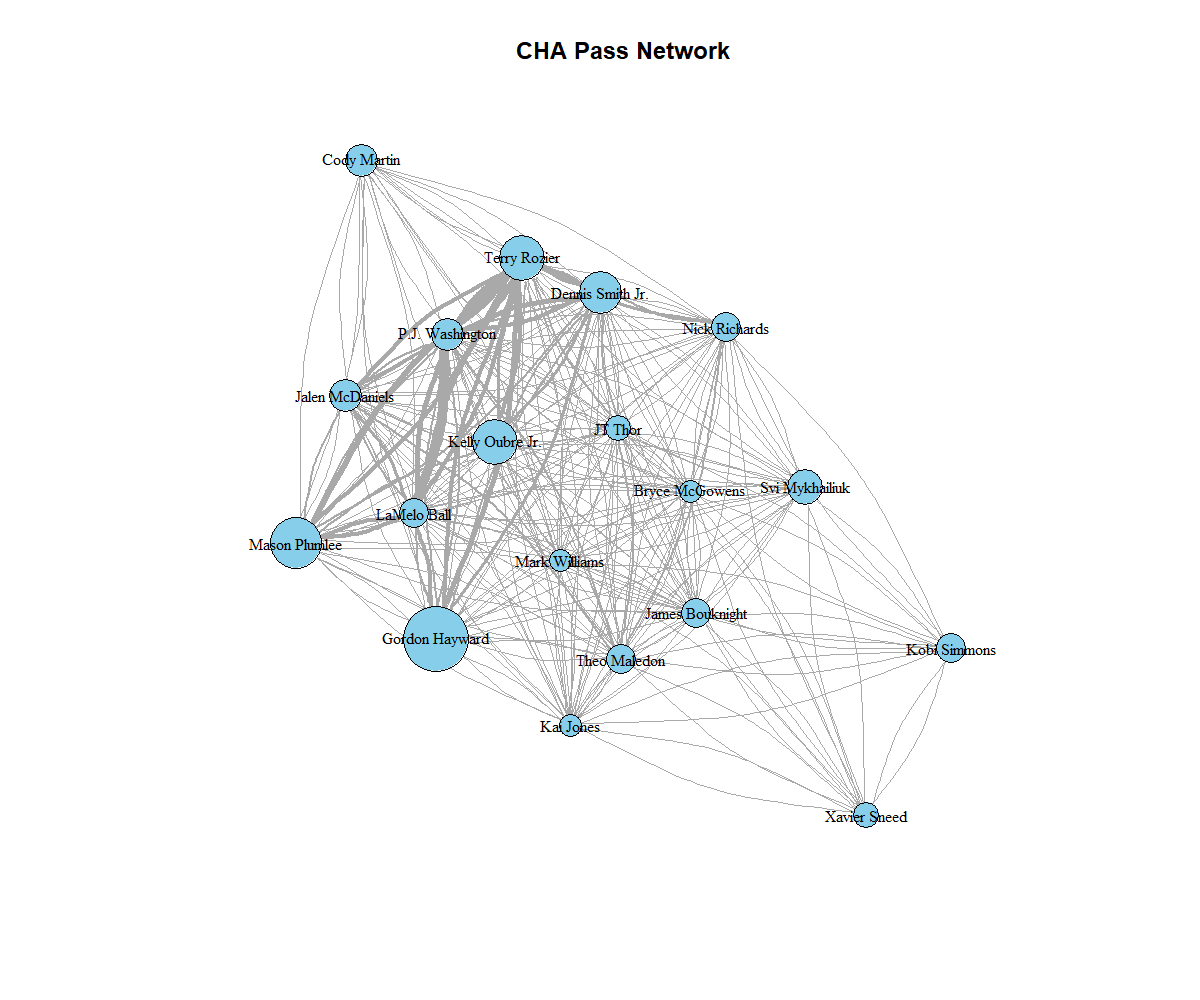 CHA Pass Network
Cody Martin
Terry Rozier
Dennis Smith Jr.
Nick Richards
P.J. Washington
Jalen McDaniels
JT Thor
Kelly Oubre Jr.
Svi Mykhailiuk
Bryce McGowens
LaMelo Ball
Mason Plumlee
Mark Williams
James Bouknight
Gordon Hayward
Kobi Simmons
Theo Maledon
Kai Jones
Xavier Sneed